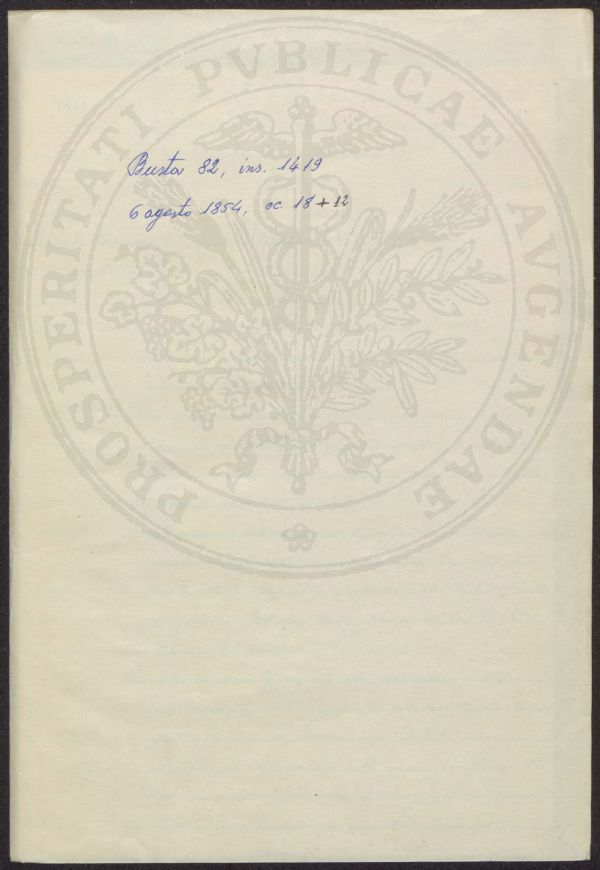 PROSPERITATI PVBLICAE AVGENDAE
Busta 82, ins. 1419
6 agosto 1854, cc. 18 + 12